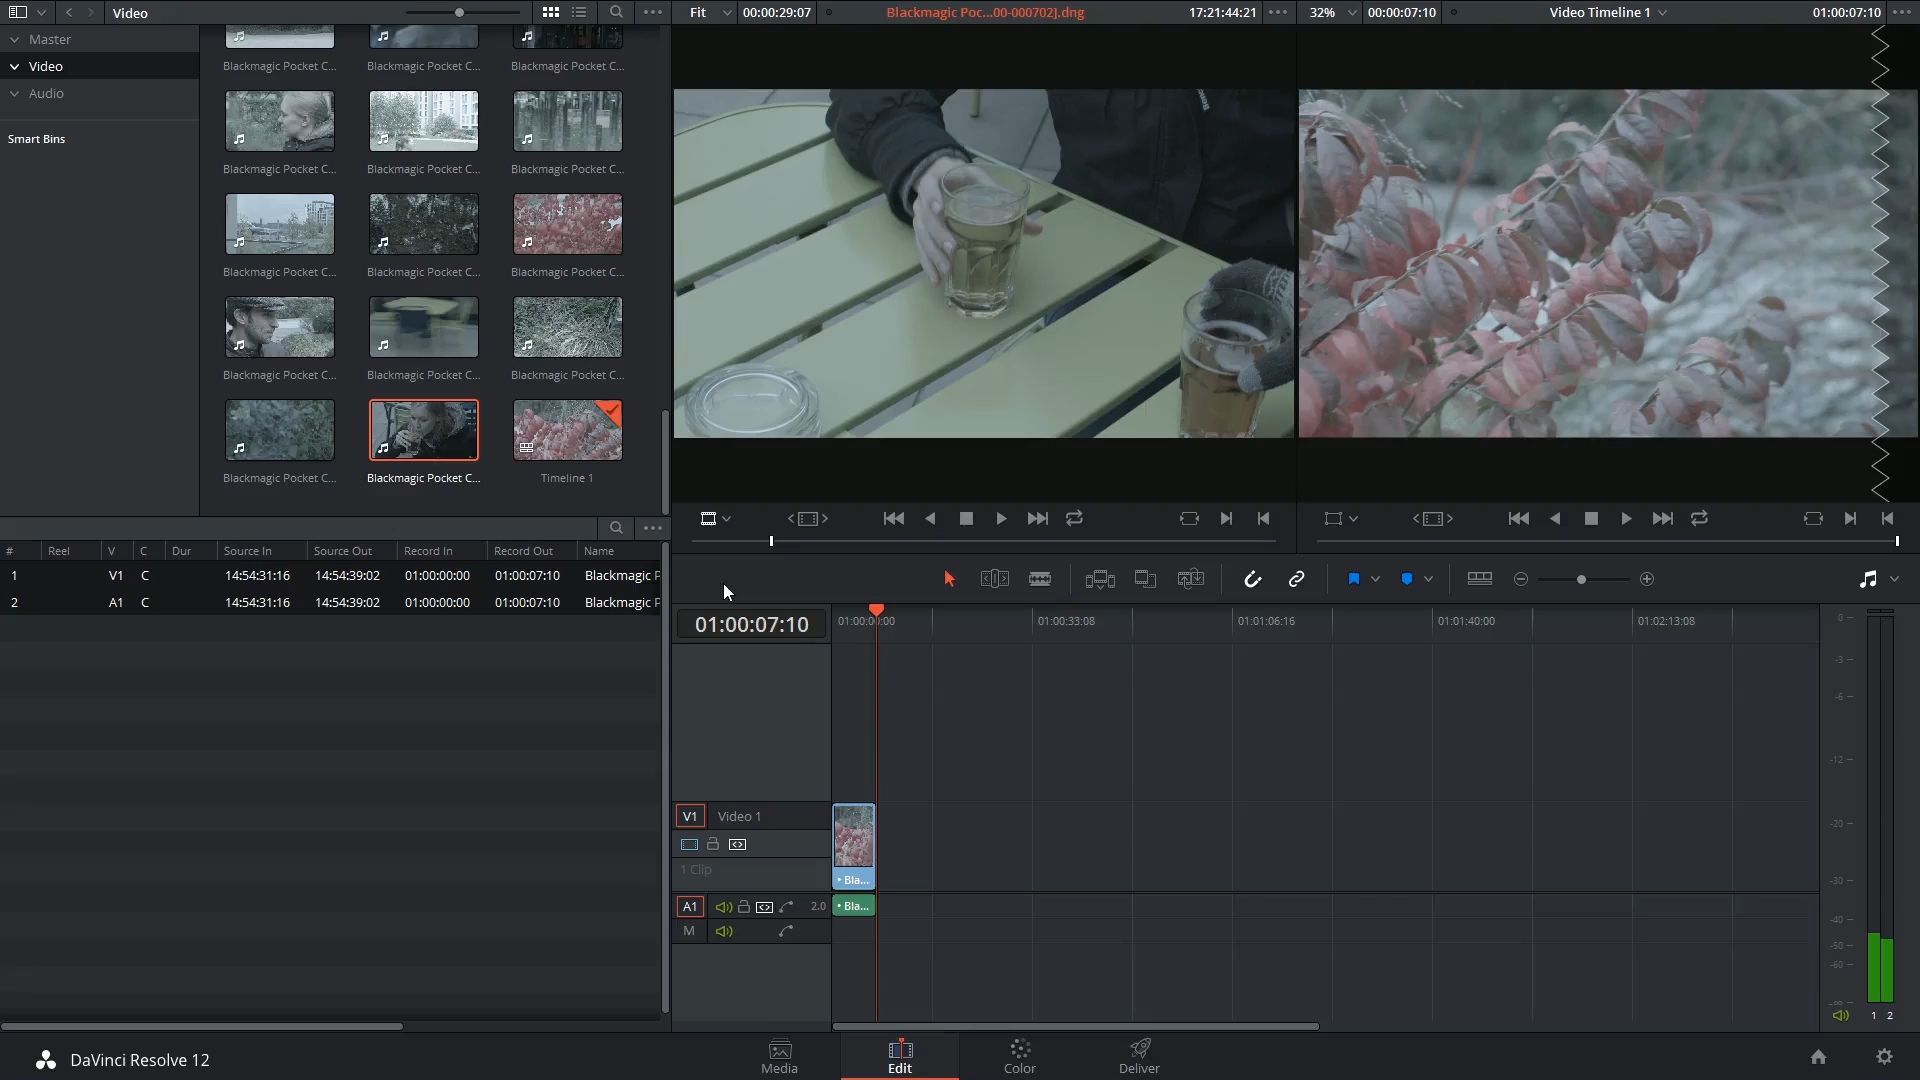 Video
Fit
00:00:29:07
Blackmagic Poc...00-000702].dng
17:21:44:21
32%
00:00:07:10
Video Timeline 1
01:00:07:10
Master
Video
Audio
Smart Bins
Blackmagic Pocket C...
Blackmagic Pocket C...
Blackmagic Pocket C...
Blackmagic Pocket C...
Blackmagic Pocket C...
Blackmagic Pocket C...
Blackmagic Pocket C...
Blackmagic Pocket C...
Blackmagic Pocket C...
Blackmagic Pocket C...
Blackmagic Pocket C...
Blackmagic Pocket C...
Blackmagic Pocket C...
Blackmagic Pocket C...
Timeline 1
# Reel V C Dur Source In Source Out Record In Record Out Name
1 V1 C 14:54:31:16 14:54:39:02 01:00:00:00 01:00:07:10 Blackmagic P
2 A1 C 14:54:31:16 14:54:39:02 01:00:00:00 01:00:07:10 Blackmagic P
01:00:07:10
01:00:00:00
01:00:33:08
01:01:06:16
01:01:40:00
01:02:13:08
V1 Video 1
1 Clip
• Bla...
A1
2.0
• Bla...
M
0
-3
-6
-12
-20
-30
-40
-50
-60
1 2
DaVinci Resolve 12
Media
Edit
Color
Deliver